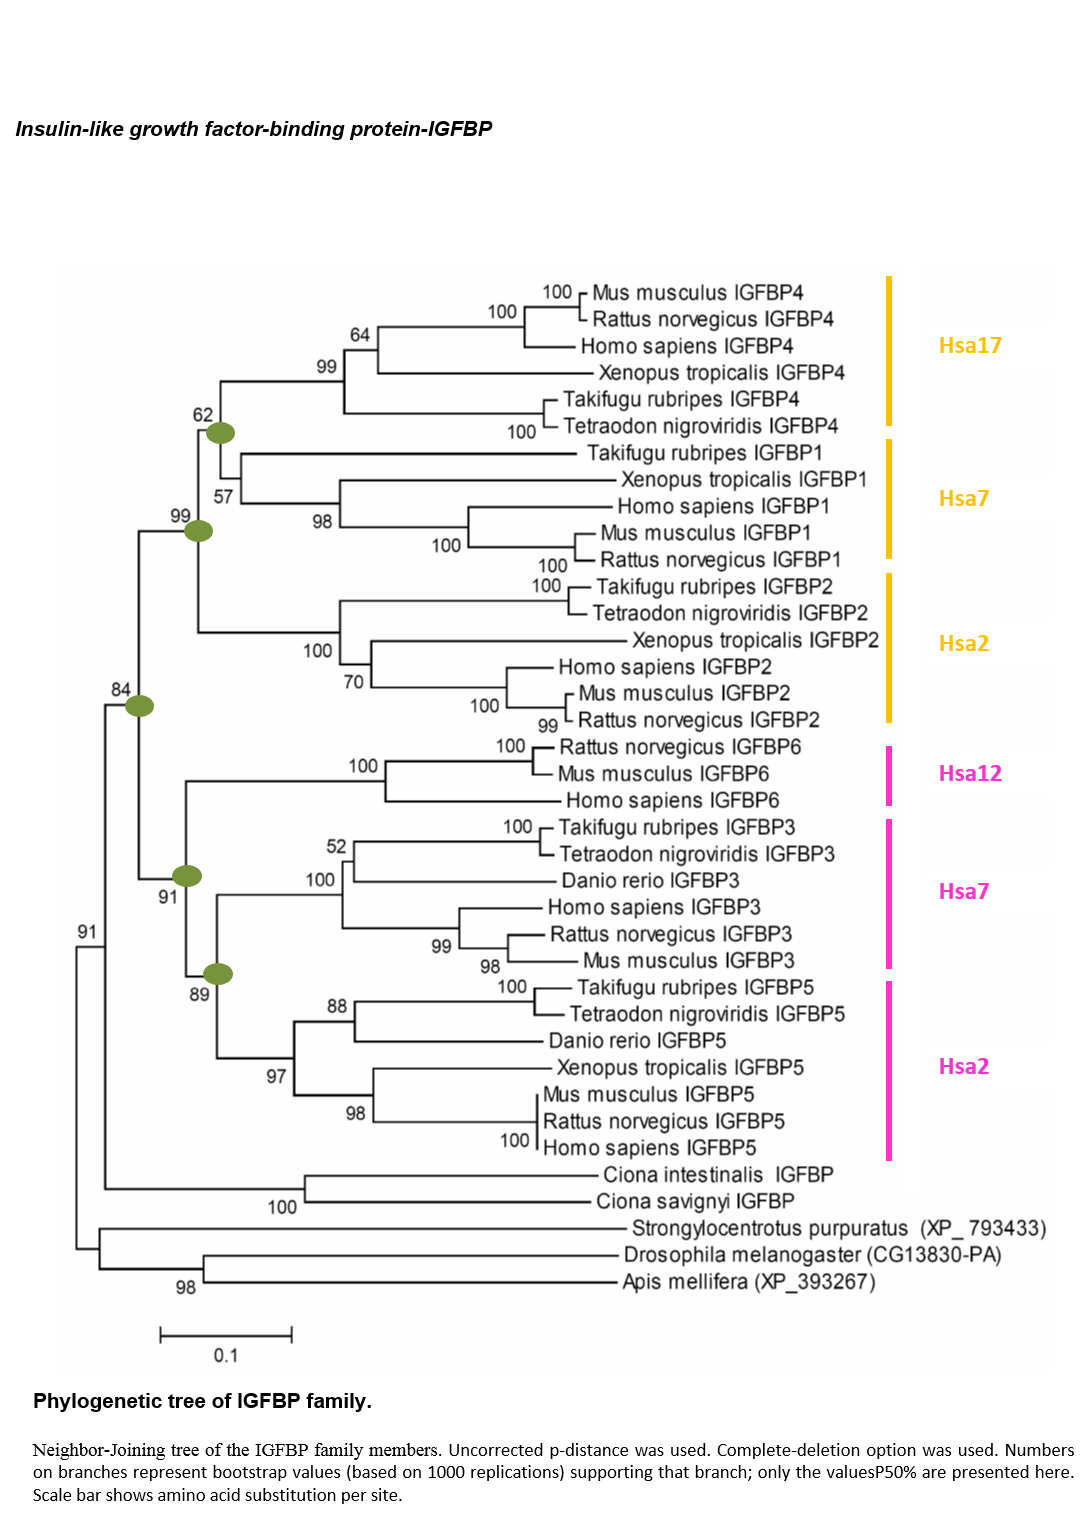 Insulin-like growth factor-binding protein-IGFBP
100 Mus musculus IGFBP4
100 Rattus norvegicus IGFBP4
64 Homo sapiens IGFBP4 Hsa17
99 Xenopus tropicalis IGFBP4
Takifugu rubripes IGFBP4
62 100 Tetraodon nigroviridis IGFBP4
Takifugu rubripes IGFBP1
57 Xenopus tropicalis IGFBP1 Hsa7
99 98 Homo sapiens IGFBP1
100 Mus musculus IGFBP1
100 Rattus norvegicus IGFBP1
100 Takifugu rubripes IGFBP2
Tetraodon nigroviridis IGFBP2
100 Xenopus tropicalis IGFBP2 Hsa2
70 Homo sapiens IGFBP2
84 100 Mus musculus IGFBP2
99 Rattus norvegicus IGFBP2
100 Rattus norvegicus IGFBP6
100 Mus musculus IGFBP6 Hsa12
Homo sapiens IGFBP6
100 Takifugu rubripes IGFBP3
52 Tetraodon nigroviridis IGFBP3
100 Danio rerio IGFBP3 Hsa7
91 Homo sapiens IGFBP3
91 99 Rattus norvegicus IGFBP3
98 Mus musculus IGFBP3
89 100 Takifugu rubripes IGFBP5
88 Tetraodon nigroviridis IGFBP5
Danio rerio IGFBP5
97 Xenopus tropicalis IGFBP5 Hsa2
Mus musculus IGFBP5
98 Rattus norvegicus IGFBP5
100 Homo sapiens IGFBP5
Ciona intestinalis IGFBP
100 Ciona savignyi IGFBP
Strongylocentrotus purpuratus (XP_ 793433)
Drosophila melanogaster (CG13830-PA)
98 Apis mellifera (XP_393267)
0.1
Phylogenetic tree of IGFBP family.
Neighbor-Joining tree of the IGFBP family members. Uncorrected p-distance was used. Complete-deletion option was used. Numbers
on branches represent bootstrap values (based on 1000 replications) supporting that branch; only the valuesP50% are presented here.
Scale bar shows amino acid substitution per site.